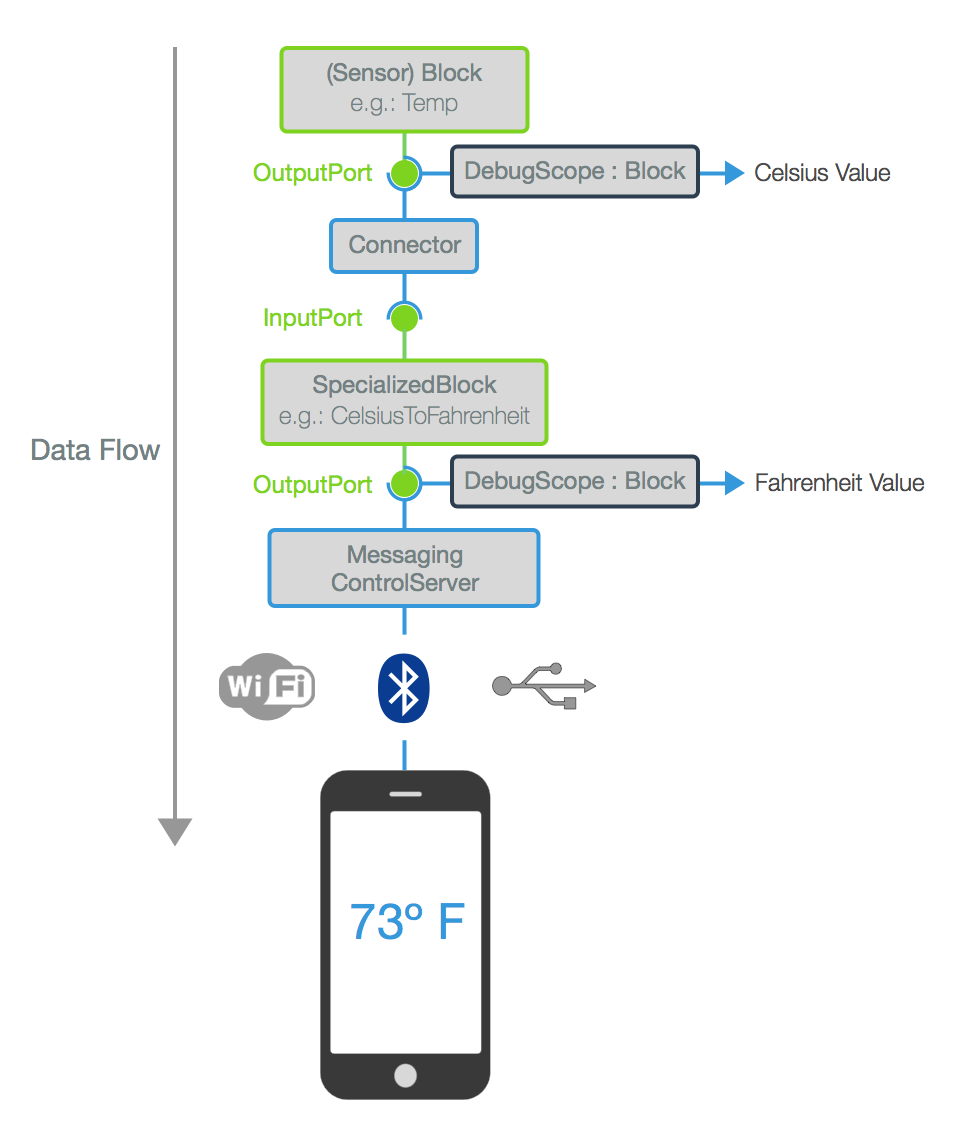 (Sensor) Block
e.g.: Temp
OutputPort
DebugScope : Block
Celsius Value
Connector
InputPort
SpecializedBlock
e.g.: CelsiusToFahrenheit
Data Flow
OutputPort
DebugScope : Block
Fahrenheit Value
Messaging
ControlServer
Wi Fi
73º F